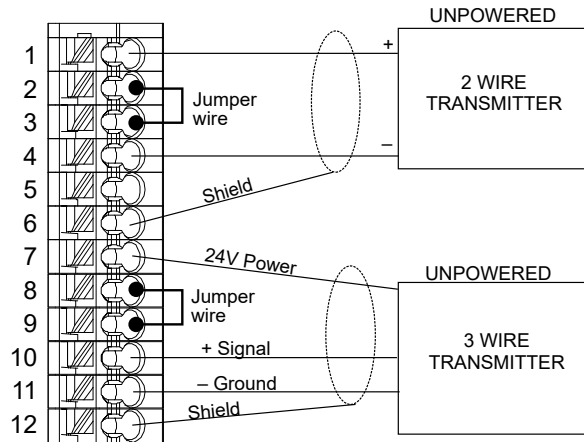 UNPOWERED
1
+
2 WIRE
TRANSMITTER
2
Jumper
wire
3
4
–
5
Shield
6
7
24V Power
UNPOWERED
8
Jumper
wire
9
3 WIRE
TRANSMITTER
10
+ Signal
11
– Ground
12
Shield